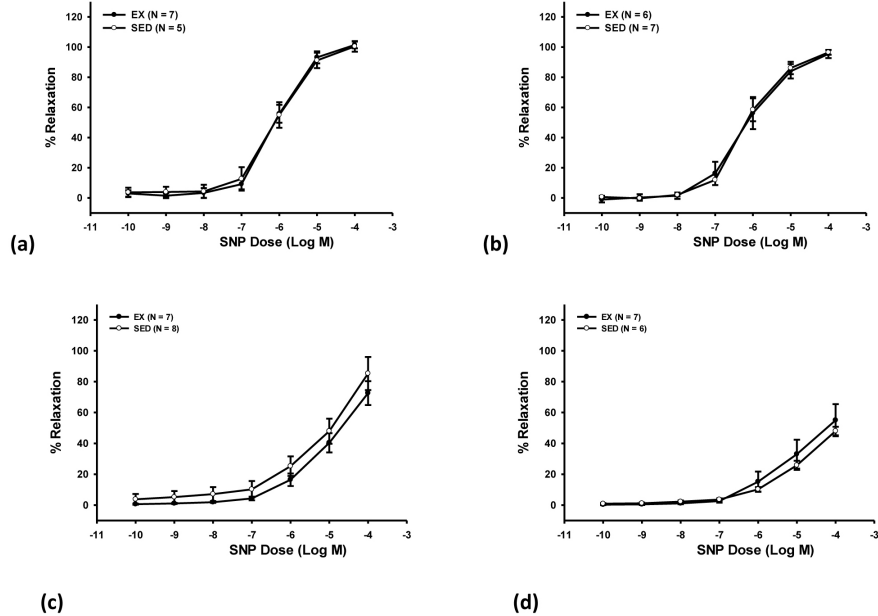 EX (N = 7)
SED (N = 5)
% Relaxation
120
100
80
60
40
20
0
-11 -10 -9 -8 -7 -6 -5 -4 -3
SNP Dose (Log M)
(a)
EX (N = 6)
SED (N = 7)
% Relaxation
120
100
80
60
40
20
0
-11 -10 -9 -8 -7 -6 -5 -4 -3
SNP Dose (Log M)
(b)
EX (N = 7)
SED (N = 8)
% Relaxation
120
100
80
60
40
20
0
-11 -10 -9 -8 -7 -6 -5 -4 -3
SNP Dose (Log M)
(c)
EX (N = 7)
SED (N = 6)
% Relaxation
120
100
80
60
40
20
0
-11 -10 -9 -8 -7 -6 -5 -4 -3
SNP Dose (Log M)
(d)